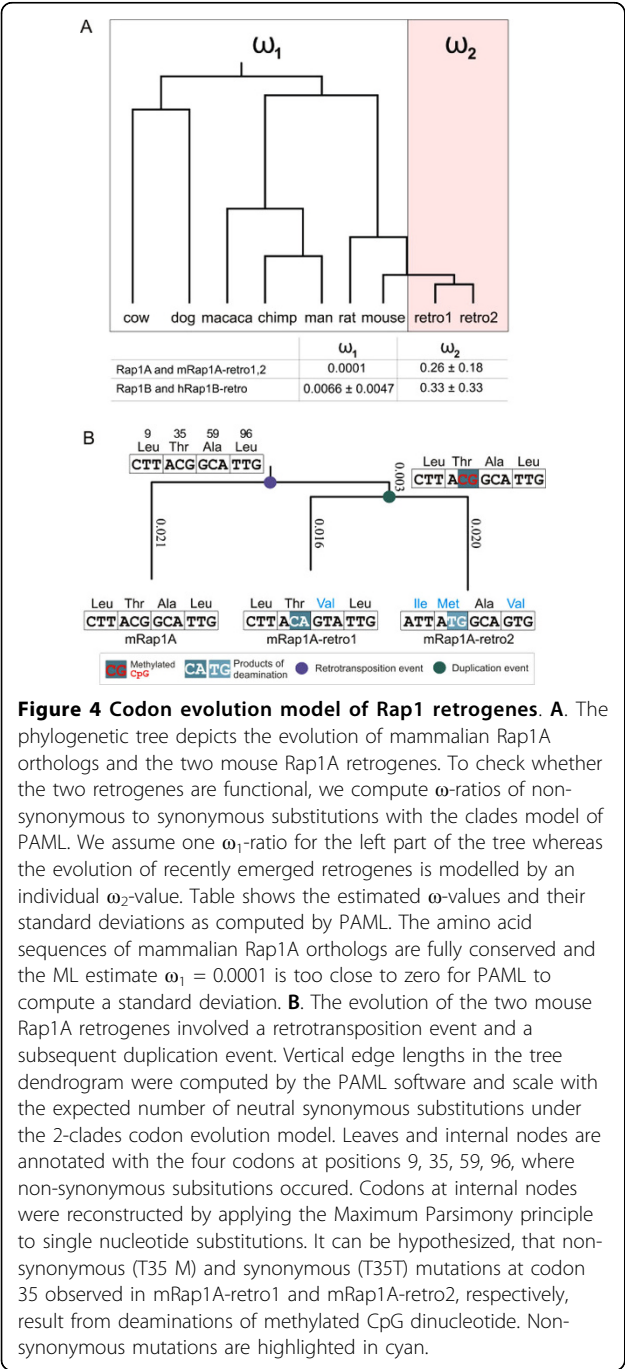 A
ω1
ω2
cow dog macaca chimp man rat mouse retro1 retro2
ω1 ω2
Rap1A and mRap1A-retro1,2 0.0001 0.26 ± 0.18
Rap1B and hRap1B-retro 0.0066 ± 0.0047 0.33 ± 0.33
B
9 35 59 96
Leu Thr Ala Leu
CTT ACG GCA TTG
0.003
Leu Thr Ala Leu
CTT ACG GCA TTG
0.021
0.016
0.020
Leu Thr Ala Leu
CTT ACG GCA TTG
mRap1A
Leu Thr Val Leu
CTT ACA GTA TTG
mRap1A-retro1
Ile Met Ala Val
ATT ATG GCA GTG
mRap1A-retro2
CG Methylated CpG
CA TG Products of deamination
Retrotransposition event
Duplication event
Figure 4 Codon evolution model of Rap1 retrogenes. A. The
phylogenetic tree depicts the evolution of mammalian Rap1A
orthologs and the two mouse Rap1A retrogenes. To check whether
the two retrogenes are functional, we compute ω-ratios of non-
synonymous to synonymous substitutions with the clades model of
PAML. We assume one ω1-ratio for the left part of the tree whereas
the evolution of recently emerged retrogenes is modelled by an
individual ω2-value. Table shows the estimated ω-values and their
standard deviations as computed by PAML. The amino acid
sequences of mammalian Rap1A orthologs are fully conserved and
the ML estimate ω1 = 0.0001 is too close to zero for PAML to
compute a standard deviation. B. The evolution of the two mouse
Rap1A retrogenes involved a retrotransposition event and a
subsequent duplication event. Vertical edge lengths in the tree
dendrogram were computed by the PAML software and scale with
the expected number of neutral synonymous substitutions under
the 2-clades codon evolution model. Leaves and internal nodes are
annotated with the four codons at positions 9, 35, 59, 96, where
non-synonymous subsitutions occured. Codons at internal nodes
were reconstructed by applying the Maximum Parsimony principle
to single nucleotide substitutions. It can be hypothesized, that non-
synonymous (T35 M) and synonymous (T35T) mutations at codon
35 observed in mRap1A-retro1 and mRap1A-retro2, respectively,
result from deaminations of methylated CpG dinucleotide. Non-
synonymous mutations are highlighted in cyan.